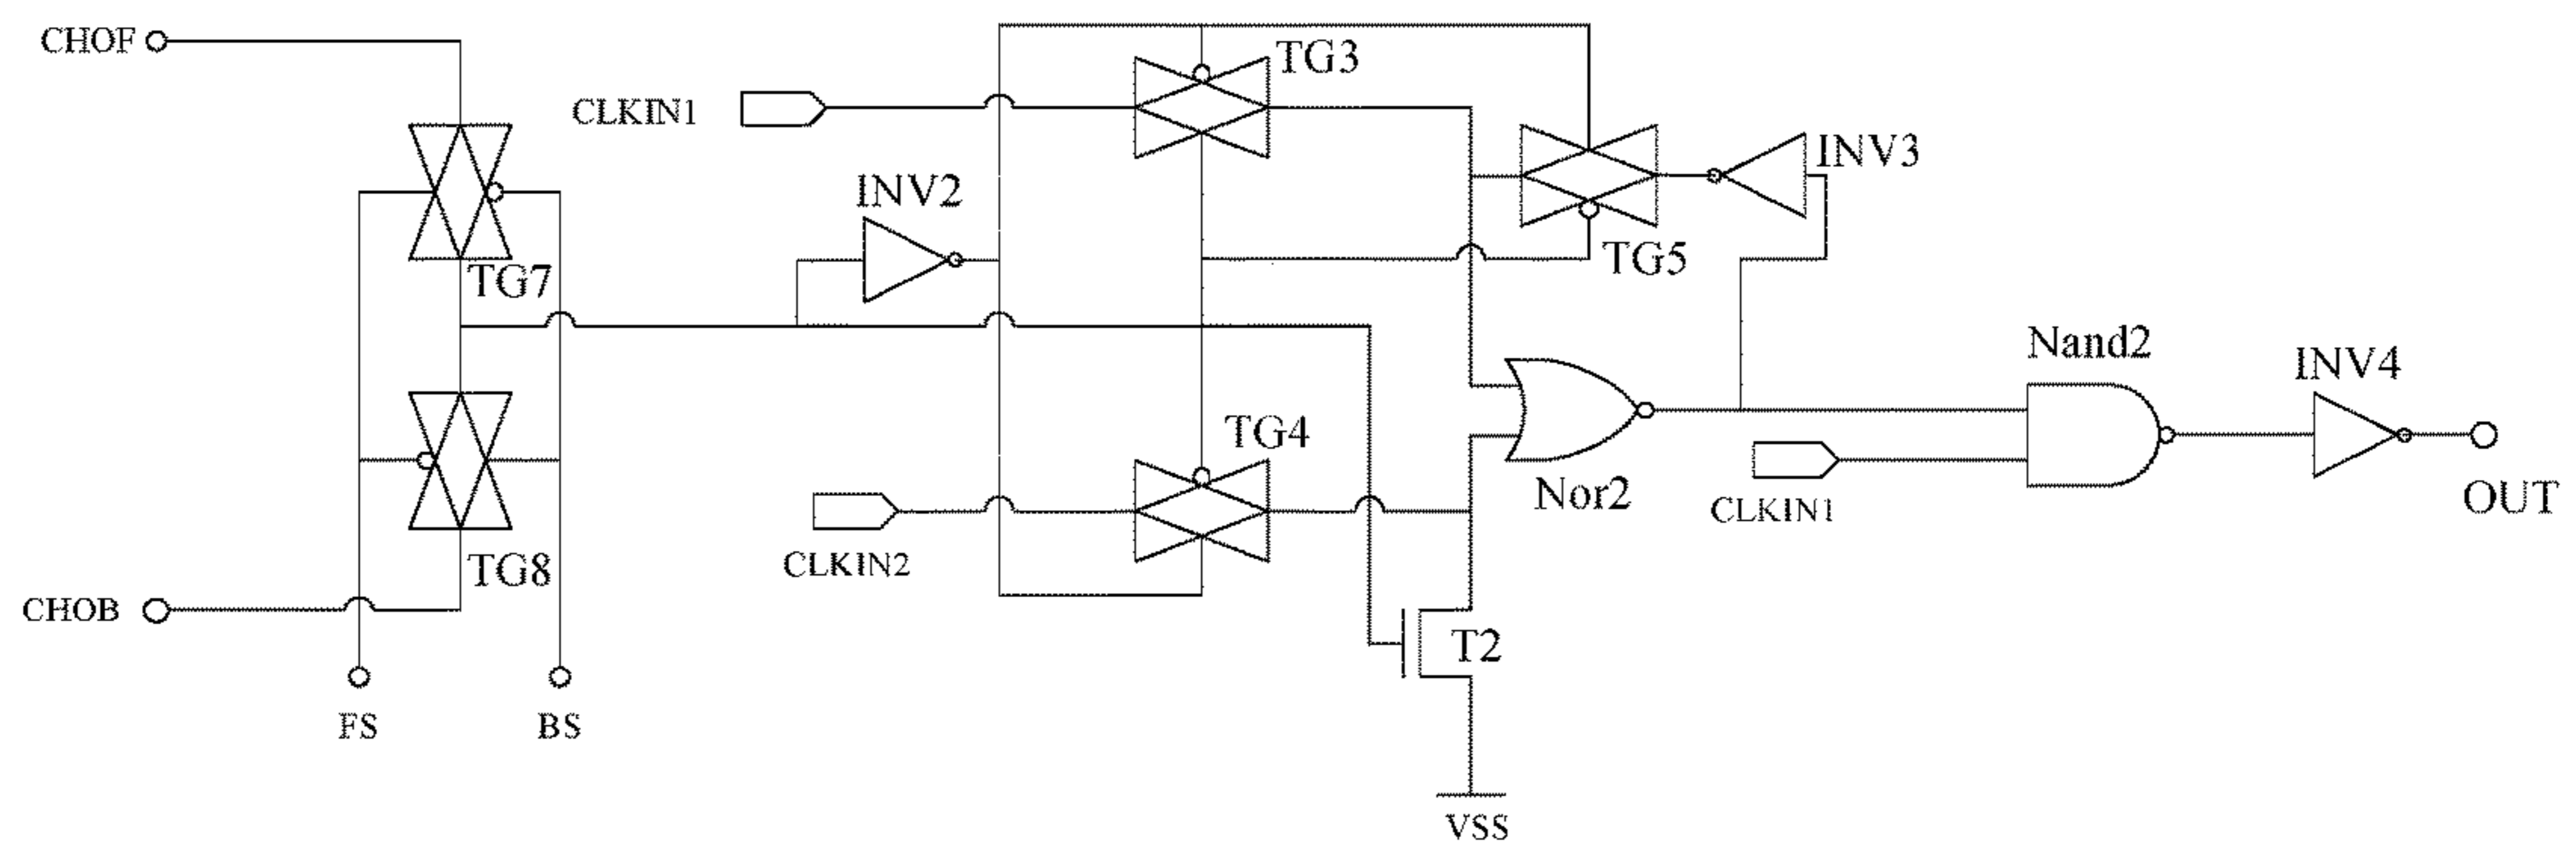 CHOF
TG3
CLKIN1
INV3
INV2
TG5
TG7
Nand2
INV4
TG4
Nor2
CLKIN1
OUT
TG8
CLKIN2
CHOB
T2
FS
BS
VSS